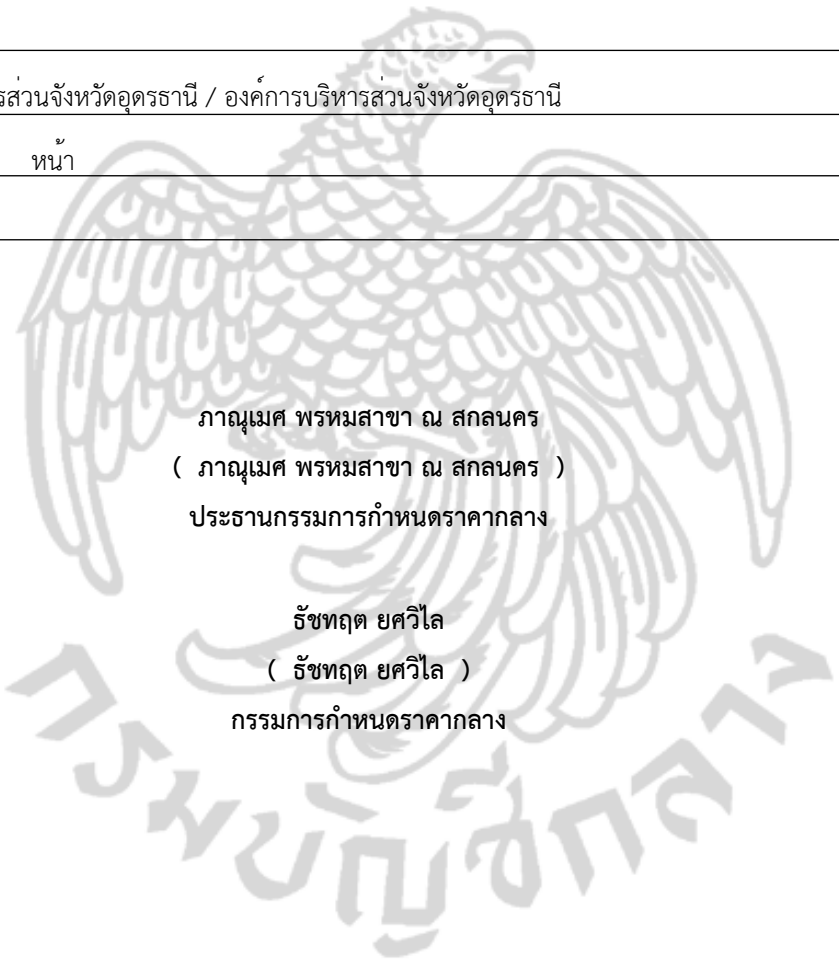 รส่วนจังหวัดอุดรธานี / องค์การบริหารส่วนจังหวัดอุดรธานี
หน้า
ภาณุเมศ พรหมสาขา ณ สกลนคร
( ภาณุเมศ พรหมสาขา ณ สกลนคร )
ประธานกรรมการกำหนดราคากลาง
ธัชทฤต ยศวิไล
( ธัชทฤต ยศวิไล )
กรรมการกำหนดราคากลาง
กรมบัญชีกลาง